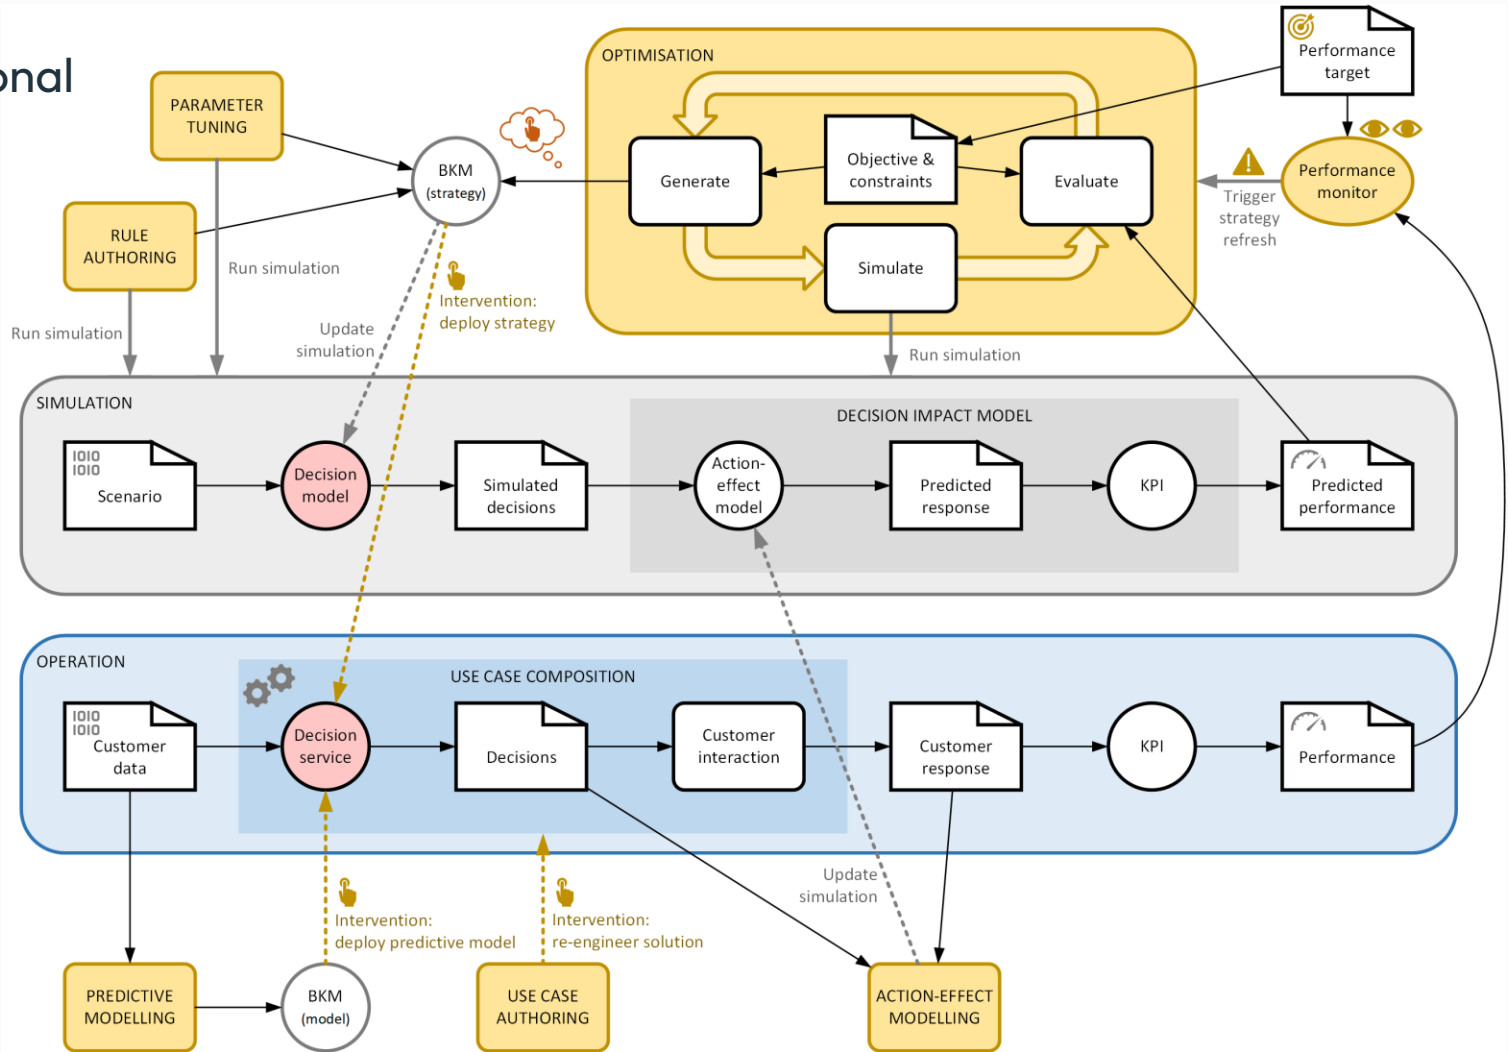 onal
PARAMETER
TUNING
RULE
AUTHORING
BKM
(strategy)
OPTIMISATION
Generate
Objective &
constraints
Evaluate
Simulate
Performance
target
Performance
monitor
Trigger
strategy
refresh
Run simulation
Run simulation
Update
simulation
Intervention:
deploy strategy
Run simulation
SIMULATION
1010
1010
Scenario
Decision
model
Simulated
decisions
DECISION IMPACT MODEL
Action-
effect
model
Predicted
response
KPI
Predicted
performance
OPERATION
1010
1010
Customer
data
USE CASE COMPOSITION
Decision
service
Decisions
Customer
interaction
Customer
response
KPI
Performance
Intervention:
deploy predictive model
Intervention:
re-engineer solution
Update
simulation
PREDICTIVE
MODELLING
BKM
(model)
USE CASE
AUTHORING
ACTION-EFFECT
MODELLING